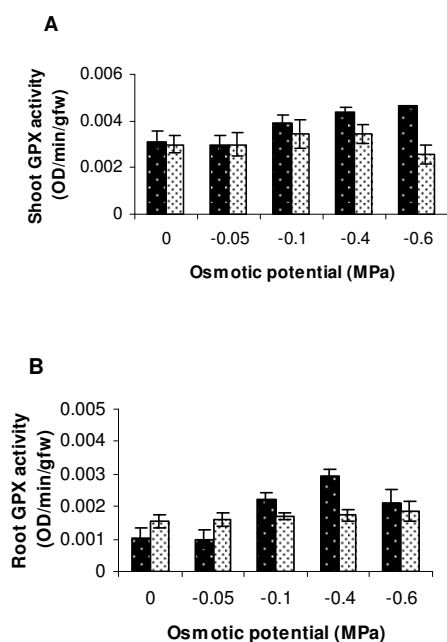 A
Shoot GPX activity
(OD/min/gfw)
0.006
0.004
0.002
0
0 -0.05 -0.1 -0.4 -0.6
Osmotic potential (MPa)
B
Root GPX activity
(OD/min/gfw)
0.005
0.004
0.003
0.002
0.001
0
0 -0.05 -0.1 -0.4 -0.6
Osmotic potential (MPa)